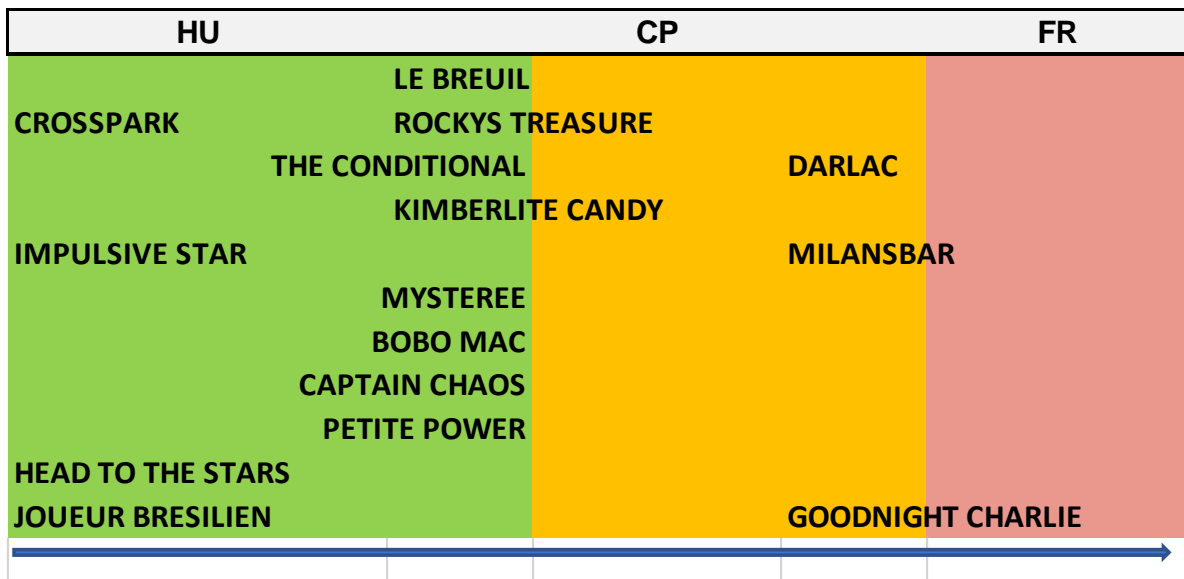 HU CP FR
LE BREUIL
CROSSPARK ROCKYS TREASURE
THE CONDITIONAL DARLAC
KIMBERLITE CANDY
IMPULSIVE STAR MILANSBAR
MYSTEREE
BOBO MAC
CAPTAIN CHAOS
PETITE POWER
HEAD TO THE STARS
JOUEUR BRESILIEN GOODNIGHT CHARLIE